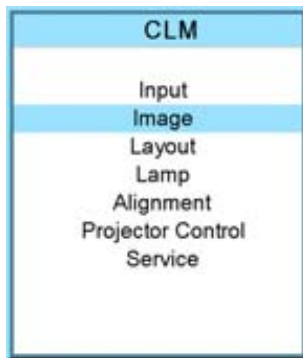 CLM
Input
Image
Layout
Lamp
Alignment
Projector Control
Service